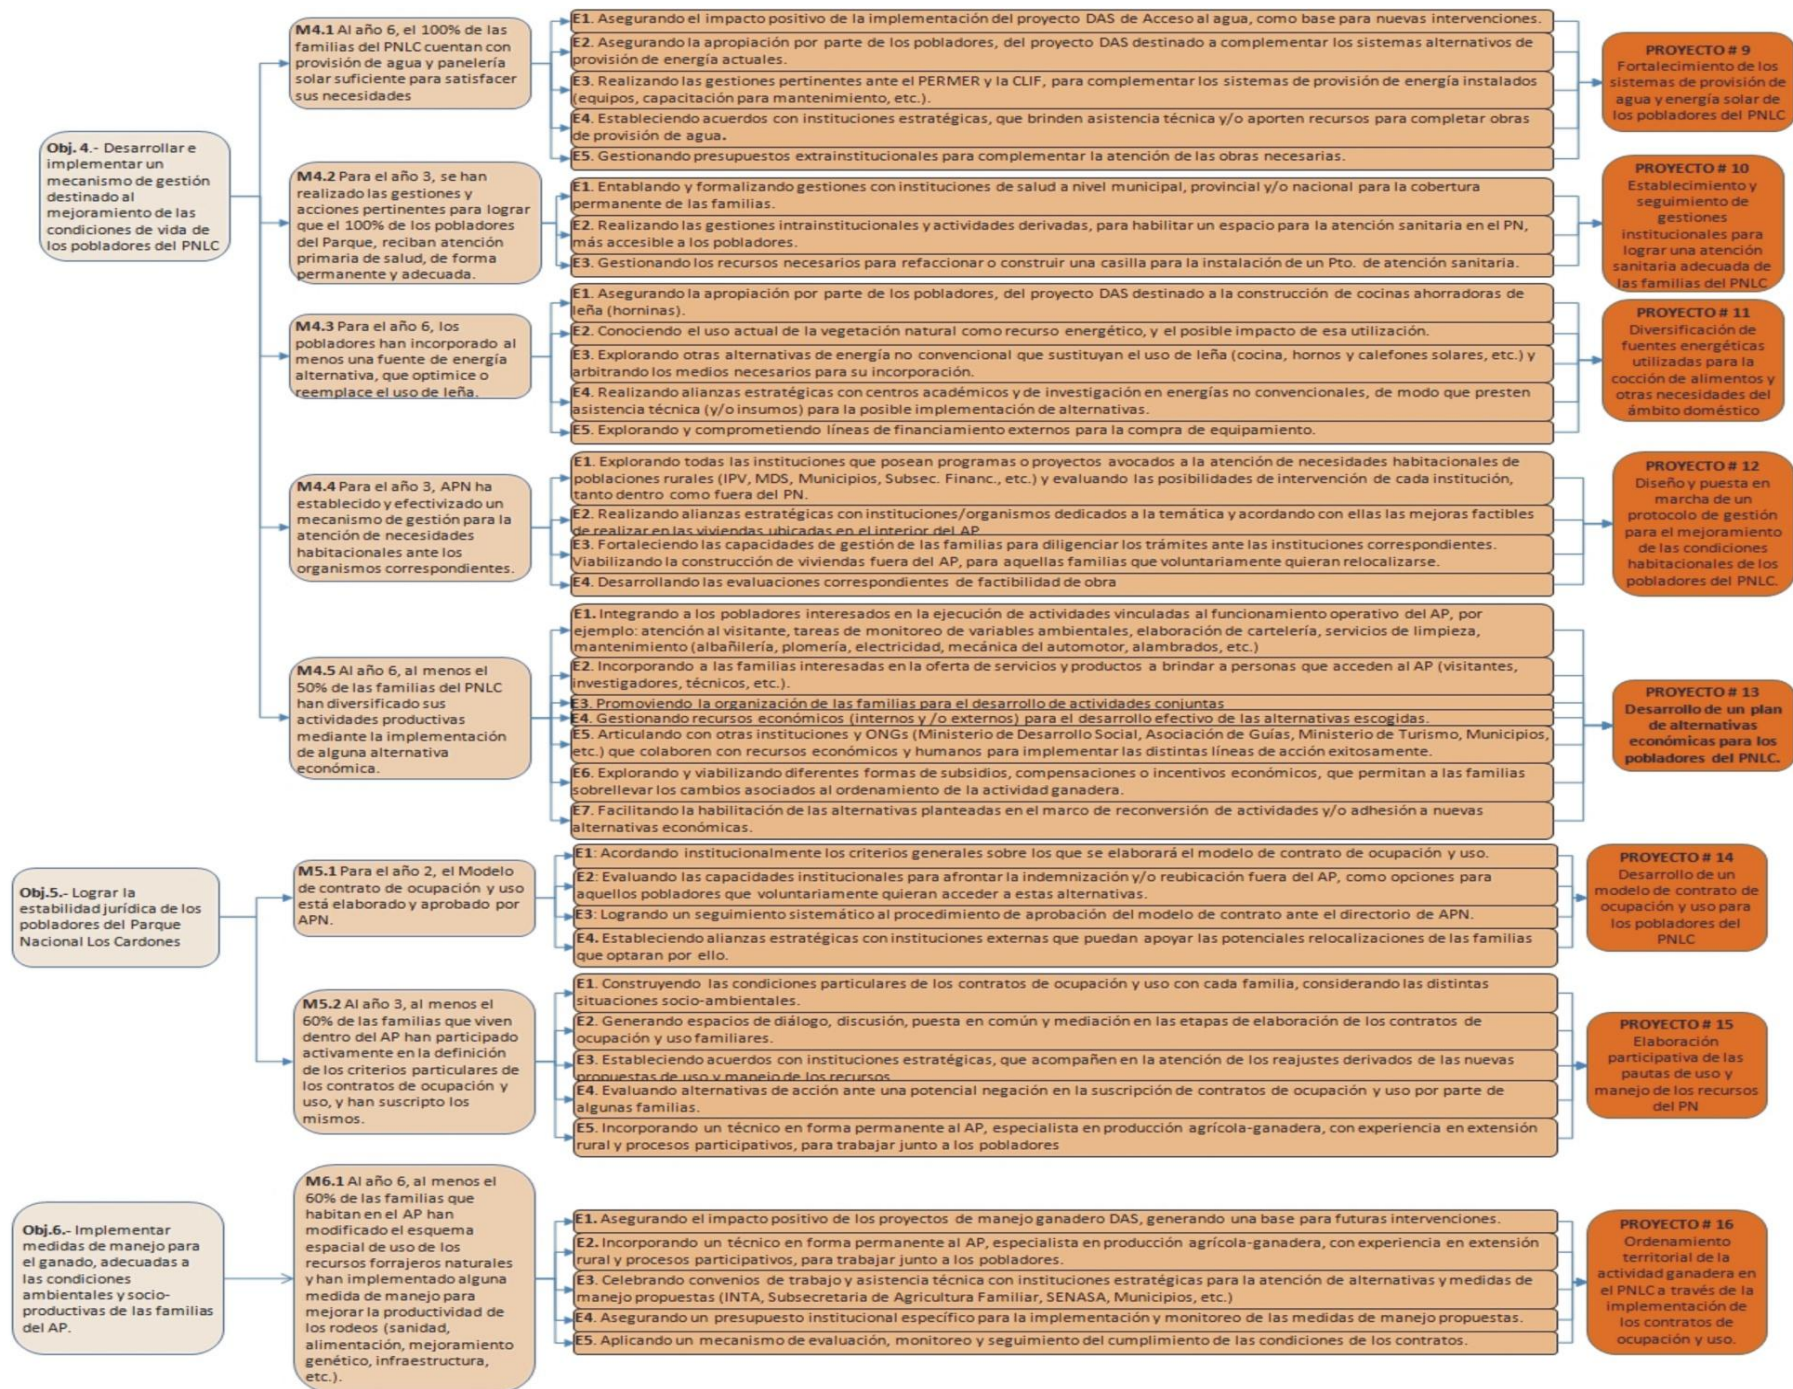 Obj. 4.- Desarrollar e
implementar un
mecanismo de gestión
destinado al
mejoramiento de las
condiciones de vida de
los pobladores del PNLC
M4.1 Al año 6, el 100% de las
familias del PNLC cuentan con
provisión de agua y panelería
solar suficiente para satisfacer
sus necesidades
E1. Asegurando el impacto positivo de la implementación del proyecto DAS de Acceso al agua, como base para nuevas intervenciones.
E2. Asegurando la apropiación por parte de los pobladores, del proyecto DAS destinado a complementar los sistemas alternativos de
provisión de energía actuales.
E3. Realizando las gestiones pertinentes ante el PERMER y la CLIF, para complementar los sistemas de provisión de energía instalados
(equipos, capacitación para mantenimiento, etc.).
E4. Estableciendo acuerdos con instituciones estratégicas, que brinden asistencia técnica y/o aporten recursos para completar obras
de provisión de agua.
E5. Gestionando presupuestos extrainstitucionales para complementar la atención de las obras necesarias.
PROYECTO # 9
Fortalecimiento de los
sistemas de provisión de
agua y energía solar de
los pobladores del PNLC
M4.2 Para el año 3, se han
realizado las gestiones y
acciones pertinentes para lograr
que el 100% de los pobladores
del Parque, reciban atención
primaria de salud, de forma
permanente y adecuada.
E1. Entablando y formalizando gestiones con instituciones de salud a nivel municipal, provincial y/o nacional para la cobertura
permanente de las familias.
E2. Realizando las gestiones intrainstitucionales y actividades derivadas, para habilitar un espacio para la atención sanitaria en el PN,
más accesible a los pobladores.
E3. Gestionando los recursos necesarios para refaccionar o construir una casilla para la instalación de un Pto. de atención sanitaria.
PROYECTO # 10
Establecimiento y
seguimiento de
gestiones
institucionales para
lograr una atención
sanitaria adecuada de
las familias del PNLC
M4.3 Para el año 6, los
pobladores han incorporado al
menos una fuente de energía
alternativa, que optimice o
reemplace el uso de leña.
E1. Asegurando la apropiación por parte de los pobladores, del proyecto DAS destinado a la construcción de cocinas ahorradoras de
leña (horninas).
E2. Conociendo el uso actual de la vegetación natural como recurso energético, y el posible impacto de esa utilización.
E3. Explorando otras alternativas de energía no convencional que sustituyan el uso de leña (cocina, hornos y calefones solares, etc.) y
arbitrando los medios necesarios para su incorporación.
E4. Realizando alianzas estratégicas con centros académicos y de investigación en energías no convencionales, de modo que presten
asistencia técnica (y/o insumos) para la posible implementación de alternativas.
E5. Explorando y comprometiendo líneas de financiamiento externos para la compra de equipamiento.
PROYECTO # 11
Diversificación de
fuentes energéticas
utilizadas para la
cocción de alimentos y
otras necesidades del
ámbito doméstico
M4.4 Para el año 3, APN ha
establecido y efectivizado un
mecanismo de gestión para la
atención de necesidades
habitacionales ante los
organismos correspondientes.
E1. Explorando todas las instituciones que posean programas o proyectos avocados a la atención de necesidades habitacionales de
poblaciones rurales (IPV, MDS, Municipios, Subsec. Financ., etc.) y evaluando las posibilidades de intervención de cada institución,
tanto dentro como fuera del PN.
E2. Realizando alianzas estratégicas con instituciones/organismos dedicados a la temática y acordando con ellas las mejoras factibles
de realizar en las viviendas ubicadas en el interior del AP
E3. Fortaleciendo las capacidades de gestión de las familias para diligenciar los trámites ante las instituciones correspondientes.
Viabilizando la construcción de viviendas fuera del AP, para aquellas familias que voluntariamente quieran relocalizarse.
E4. Desarrollando las evaluaciones correspondientes de factibilidad de obra
PROYECTO # 12
Diseño y puesta en
marcha de un
protocolo de gestión
para el mejoramiento
de las condiciones
habitacionales de los
pobladores del PNLC.
M4.5 Al año 6, al menos el
50% de las familias del PNLC
han diversificado sus
actividades productivas
mediante la implementación
de alguna alternativa
económica.
E1. Integrando a los pobladores interesados en la ejecución de actividades vinculadas al funcionamiento operativo del AP, por
ejemplo: atención al visitante, tareas de monitoreo de variables ambientales, elaboración de cartelería, servicios de limpieza,
mantenimiento (albañilería, plomería, electricidad, mecánica del automotor, alambrados, etc.)
E2. Incorporando a las familias interesadas en la oferta de servicios y productos a brindar a personas que acceden al AP (visitantes,
investigadores, técnicos, etc.).
E3. Promoviendo la organización de las familias para el desarrollo de actividades conjuntas
E4. Gestionando recursos económicos (internos y /o externos) para el desarrollo efectivo de las alternativas escogidas.
E5. Articulando con otras instituciones y ONGs (Ministerio de Desarrollo Social, Asociación de Guías, Ministerio de Turismo, Municipios,
etc.) que colaboren con recursos económicos y humanos para implementar las distintas líneas de acción exitosamente.
E6. Explorando y viabilizando diferentes formas de subsidios, compensaciones o incentivos económicos, que permitan a las familias
sobrellevar los cambios asociados al ordenamiento de la actividad ganadera.
E7. Facilitando la habilitación de las alternativas planteadas en el marco de reconversión de actividades y/o adhesión a nuevas
alternativas económicas.
PROYECTO # 13
Desarrollo de un plan
de alternativas
económicas para los
pobladores del PNLC.
Obj.5.- Lograr la
estabilidad jurídica de los
pobladores del Parque
Nacional Los Cardones
M5.1 Para el año 2, el Modelo
de contrato de ocupación y uso
está elaborado y aprobado por
APN.
E1: Acordando institucionalmente los criterios generales sobre los que se elaborará el modelo de contrato de ocupación y uso.
E2: Evaluando las capacidades institucionales para afrontar la indemnización y/o reubicación fuera del AP, como opciones para
aquellos pobladores que voluntariamente quieran acceder a estas alternativas.
E3: Logrando un seguimiento sistemático al procedimiento de aprobación del modelo de contrato ante el directorio de APN.
E4. Estableciendo alianzas estratégicas con instituciones externas que puedan apoyar las potenciales relocalizaciones de las familias
que optaran por ello.
PROYECTO # 14
Desarrollo de un
modelo de contrato de
ocupación y uso para
los pobladores del
PNLC
M5.2 Al año 3, al menos el
60% de las familias que viven
dentro del AP han participado
activamente en la definición
de los criterios particulares de
los contratos de ocupación y
uso, y han suscripto los
mismos.
E1. Construyendo las condiciones particulares de los contratos de ocupación y uso con cada familia, considerando las distintas
situaciones socio-ambientales.
E2. Generando espacios de diálogo, discusión, puesta en común y mediación en las etapas de elaboración de los contratos de
ocupación y uso familiares.
E3. Estableciendo acuerdos con instituciones estratégicas, que acompañen en la atención de los reajustes derivados de las nuevas
propuestas de uso y manejo de los recursos
E4. Evaluando alternativas de acción ante una potencial negación en la suscripción de contratos de ocupación y uso por parte de
algunas familias.
E5. Incorporando un técnico en forma permanente al AP, especialista en producción agrícola-ganadera, con experiencia en extensión
rural y procesos participativos, para trabajar junto a los pobladores
PROYECTO # 15
Elaboración
participativa de las
pautas de uso y
manejo de los recursos
del PN
Obj.6.- Implementar
medidas de manejo para
el ganado, adecuadas a
las condiciones
ambientales y socio-
productivas de las familias
del AP.
M6.1 Al año 6, al menos el
60% de las familias que
habitan en el AP han
modificado el esquema
espacial de uso de los
recursos forrajeros naturales
y han implementado alguna
medida de manejo para
mejorar la productividad de
los rodeos (sanidad,
alimentación, mejoramiento
genético, infraestructura,
etc.).
E1. Asegurando el impacto positivo de los proyectos de manejo ganadero DAS, generando una base para futuras intervenciones.
E2. Incorporando un técnico en forma permanente al AP, especialista en producción agrícola-ganadera, con experiencia en extensión
rural y procesos participativos, para trabajar junto a los pobladores.
E3. Celebrando convenios de trabajo y asistencia técnica con instituciones estratégicas para la atención de alternativas y medidas de
manejo propuestas (INTA, Subsecretaria de Agricultura Familiar, SENASA, Municipios, etc.)
E4. Asegurando un presupuesto institucional específico para la implementación y monitoreo de las medidas de manejo propuestas.
E5. Aplicando un mecanismo de evaluación, monitoreo y seguimiento del cumplimiento de las condiciones de los contratos.
PROYECTO # 16
Ordenamiento
territorial de la
actividad ganadera en
el PNLC a través de la
implementación de
los contratos de
ocupación y uso.